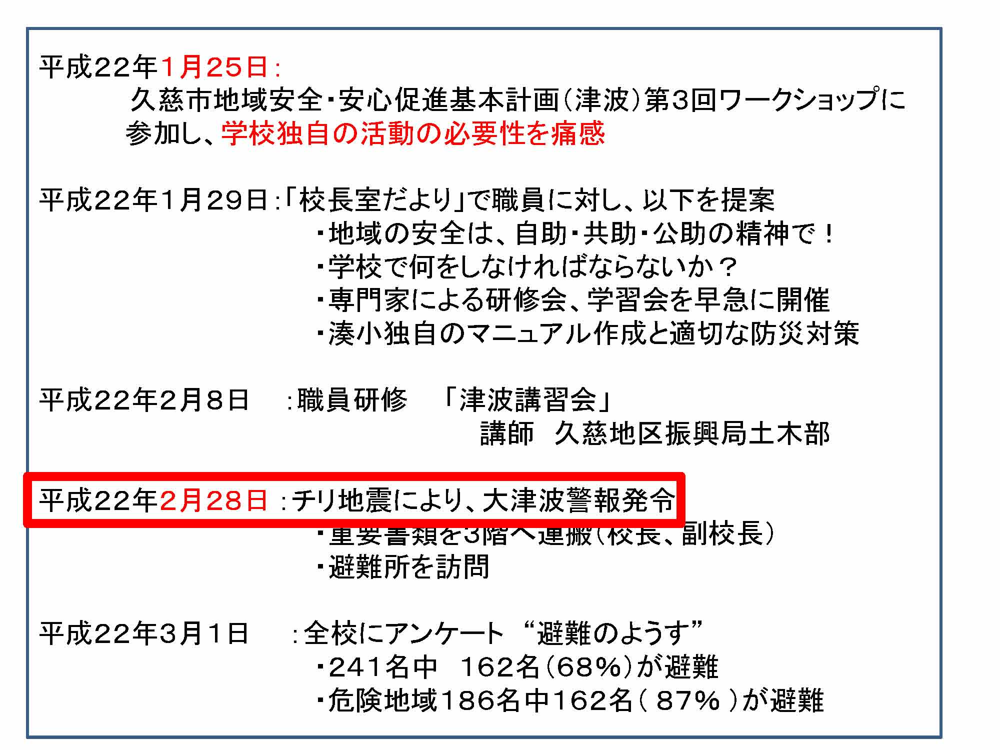 平成２２年１月２５日：
久慈市地域安全・安心促進基本計画（津波）第３回ワークショップに
参加し、学校独自の活動の必要性を痛感
平成２２年１月２９日：「校長室だより」で職員に対し、以下を提案
・地域の安全は、自助・共助・公助の精神で！
・学校で何をしなければならないか？
・専門家による研修会、学習会を早急に開催
・湊小独自のマニュアル作成と適切な防災対策
平成２２年２月８日　：職員研修　「津波講習会」
講師　久慈地区振興局土木部
平成２２年２月２８日：チリ地震により、大津波警報発令
・重要書類を３階へ運搬（校長、副校長）
・避難所を訪問
平成２２年３月１日　：全校にアンケート　“避難のようす”
・２４１名中　１６２名（６８％）が避難
・危険地域１８６名中１６２名（８７％）が避難